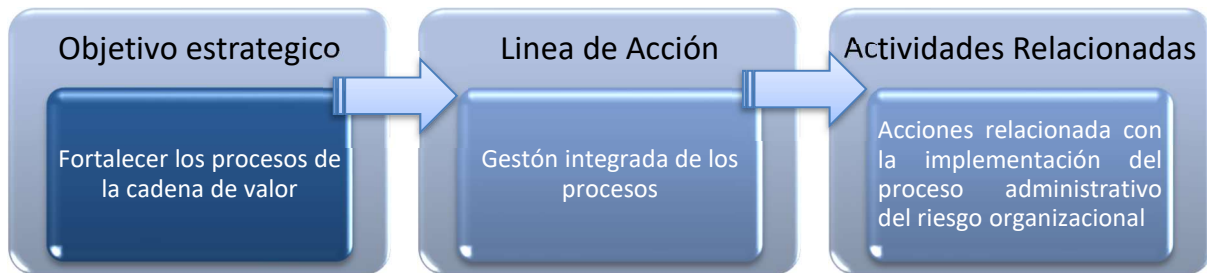 Objetivo estrategico
Fortalecer los procesos de
la cadena de valor
Linea de Acción
Gestón integrada de los
procesos
Actividades Relacionadas
Acciones relacionada con
la implementación del
proceso administrativo
del riesgo organizacional